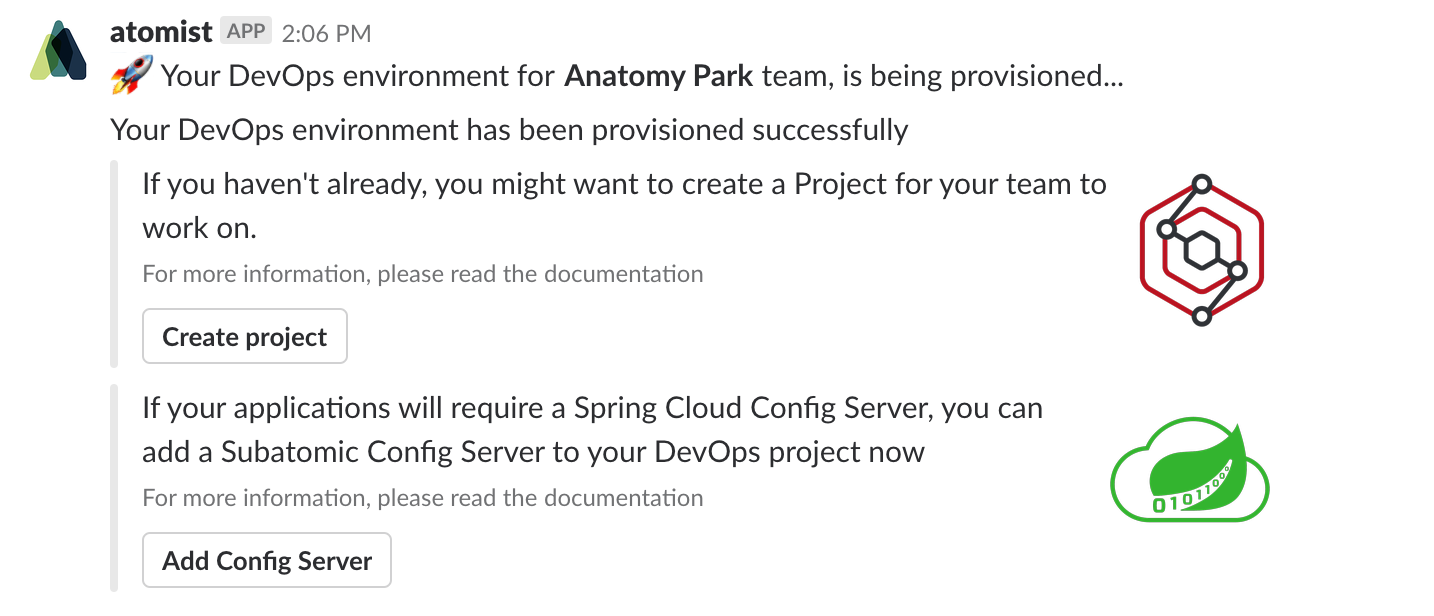 atomist APP 2:06 PM
🚀 Your DevOps environment for Anatomy Park team, is being provisioned...
Your DevOps environment has been provisioned successfully
If you haven't already, you might want to create a Project for your team to
work on.
For more information, please read the documentation
Create project
If your applications will require a Spring Cloud Config Server, you can
add a Subatomic Config Server to your DevOps project now
For more information, please read the documentation
01011000
Add Config Server